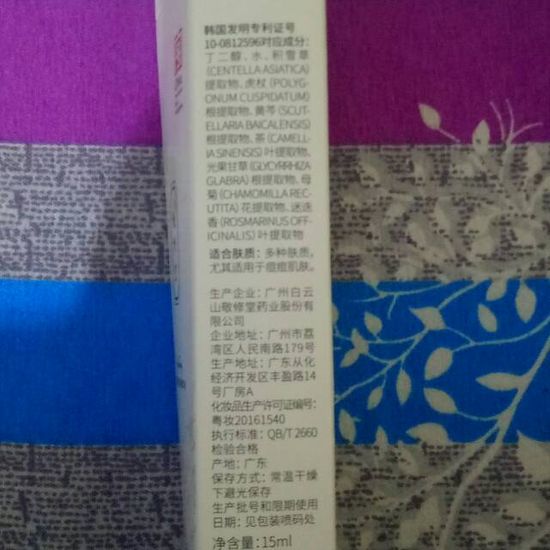 韩国发明专利证号
10-0812596对应成分:
丁二醇、水、积雪草
(CENTELLA ASIATICA)
提取物、虎杖(POLYG-
ONUM CUSPIDATUM)
根提取物、黄芩(SCUT-
ELLARIA BAICALENSIS)
根提取物、茶(CAMELL-
IA SINENSIS)叶提取物、
光果甘草(GLYCYRRHIZA
GLABRA)根提取物、母
菊(CHAMOMILLA REC-
UTITA)花提取物、迷迭
香(ROSMARINUS OFF-
ICINALIS)叶提取物
适合肤质:多种肤质,
尤其适用于痘痘肌肤。
生产企业:广州白云
山敬修堂药业股份有
限公司
企业地址:广州市荔
湾区人民南路179号
生产地址:广东从化
经济开发区丰盈路14
号厂房A
化妆品生产许可证编号:
粤妆20161540
执行标准:QB/T 2660
检验合格
产地:广东
保存方式:常温干燥
下避光保存
生产批号和限期使用
日期:见包装喷码处
净含量:15ml